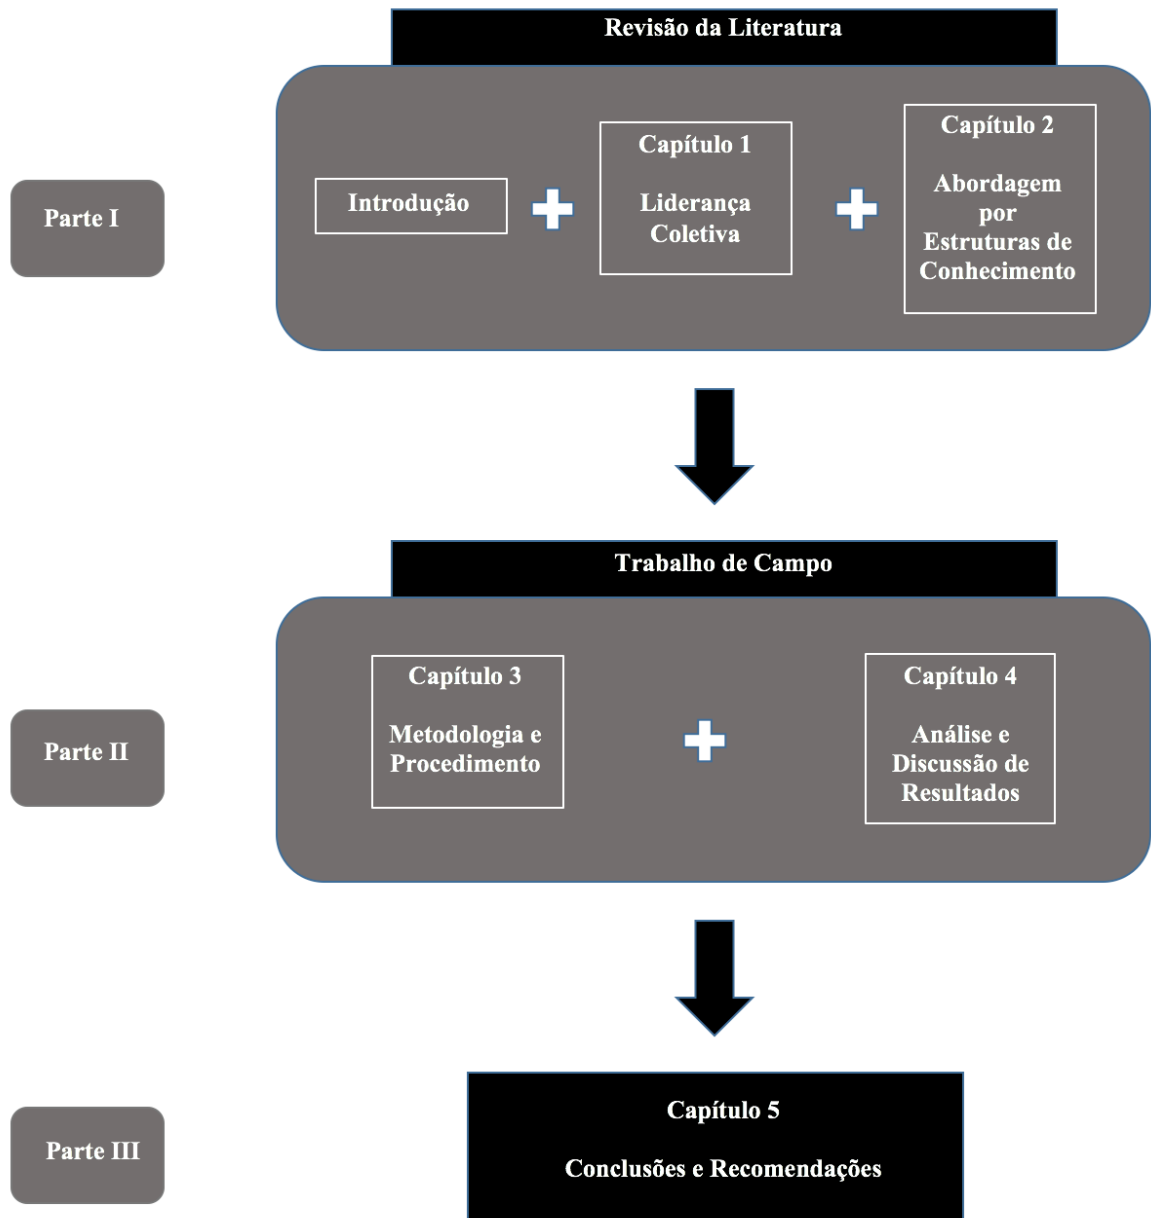 Revisão da Literatura
Parte I
Introdução
Capítulo 1
Liderança
Coletiva
Capítulo 2
Abordagem
por
Estruturas de
Conhecimento
Trabalho de Campo
Parte II
Capítulo 3
Metodologia e
Procedimento
Capítulo 4
Análise e
Discussão de
Resultados
Parte III
Capítulo 5
Conclusões e Recomendações